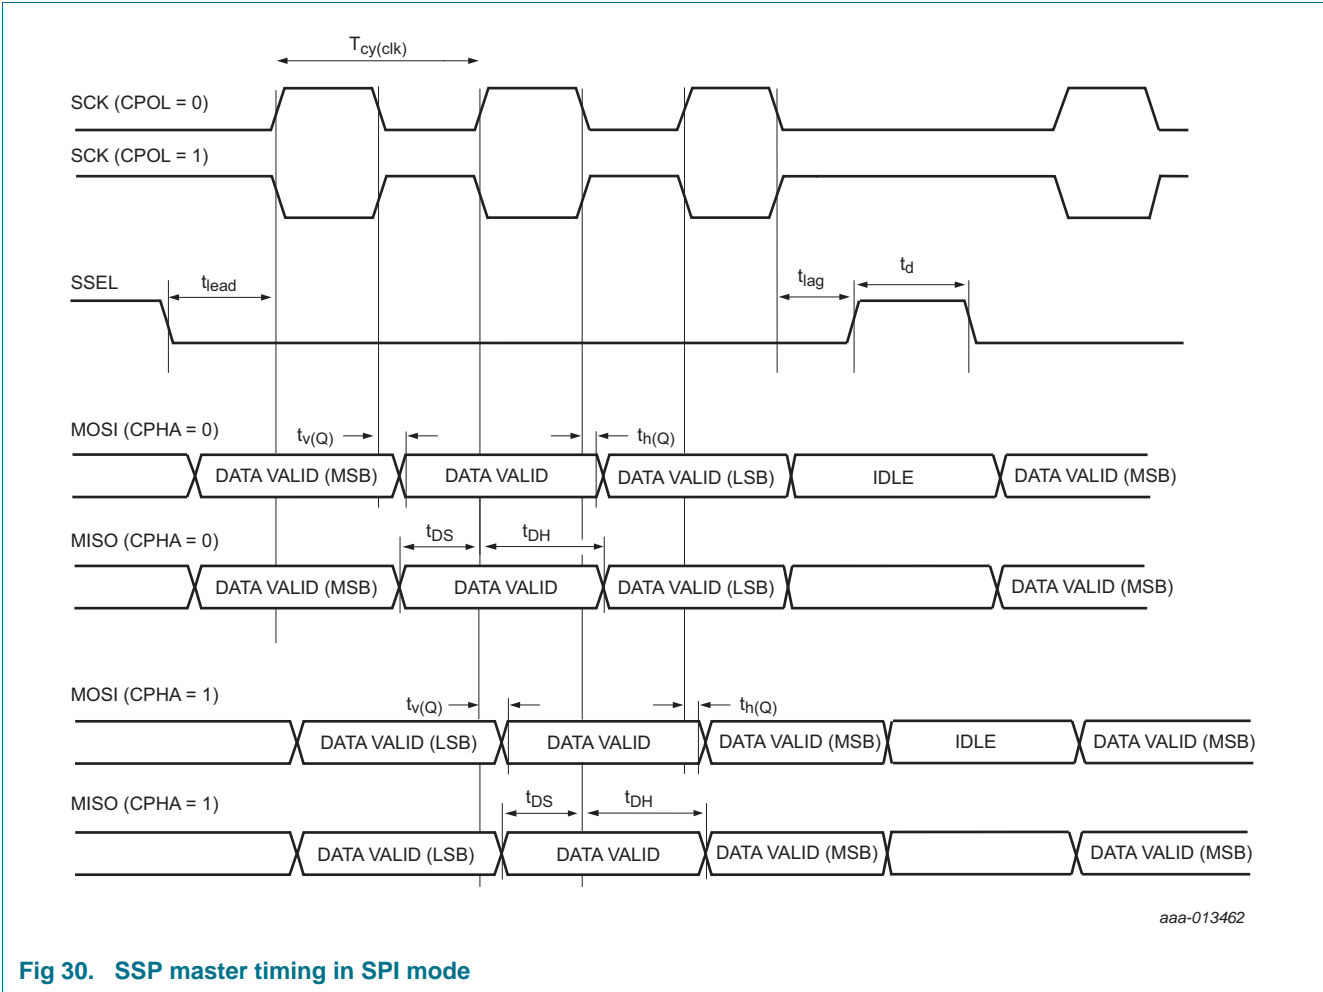 Tcy(clk)
SCK (CPOL = 0)
SCK (CPOL = 1)
SSEL
tlead
tlag
td
MOSI (CPHA = 0)
tv(Q)
th(Q)
DATA VALID (MSB)
DATA VALID
DATA VALID (LSB)
IDLE
DATA VALID (MSB)
MISO (CPHA = 0)
tDS
tDH
DATA VALID (MSB)
DATA VALID
DATA VALID (LSB)
DATA VALID (MSB)
MOSI (CPHA = 1)
tv(Q)
th(Q)
DATA VALID (LSB)
DATA VALID
DATA VALID (MSB)
IDLE
DATA VALID (MSB)
MISO (CPHA = 1)
tDS
tDH
DATA VALID (LSB)
DATA VALID
DATA VALID (MSB)
DATA VALID (MSB)
aaa-013462
Fig 30. SSP master timing in SPI mode